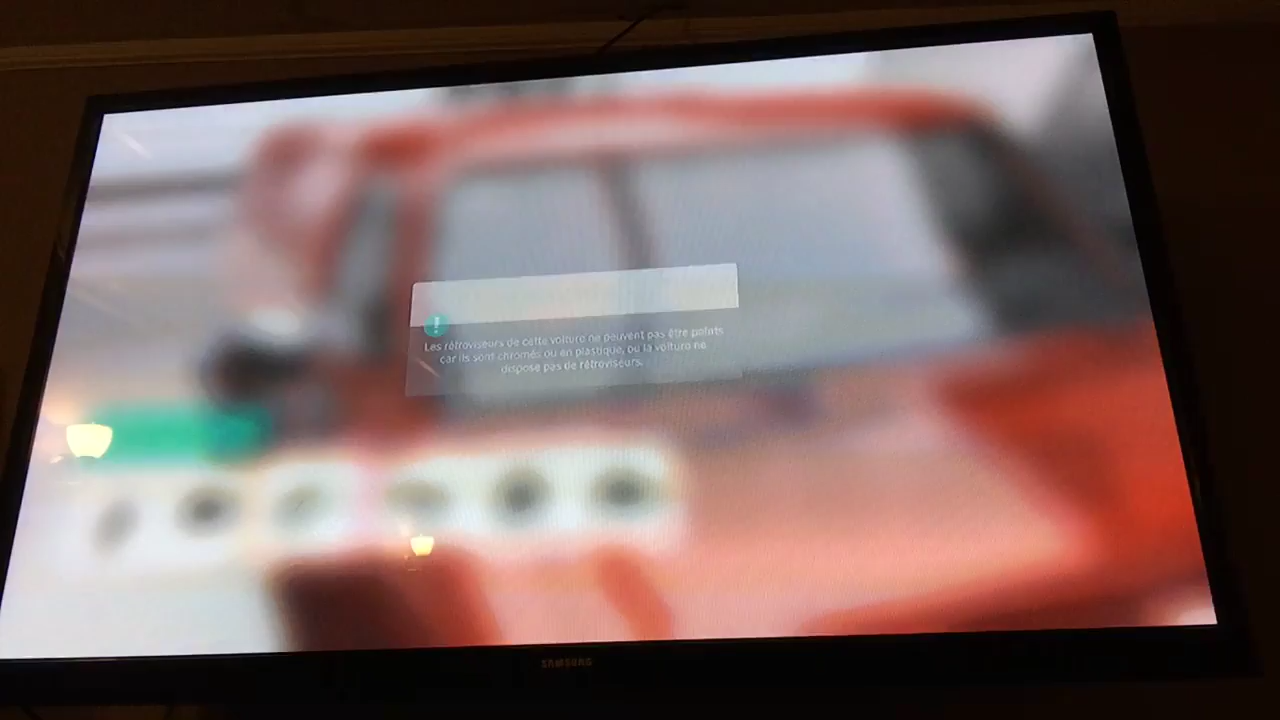 Les rétroviseurs de cette voiture ne peuvent pas être peints
car ils sont chromés ou en plastique, ou la voiture ne
dispose pas de rétroviseurs.
SAMSUNG